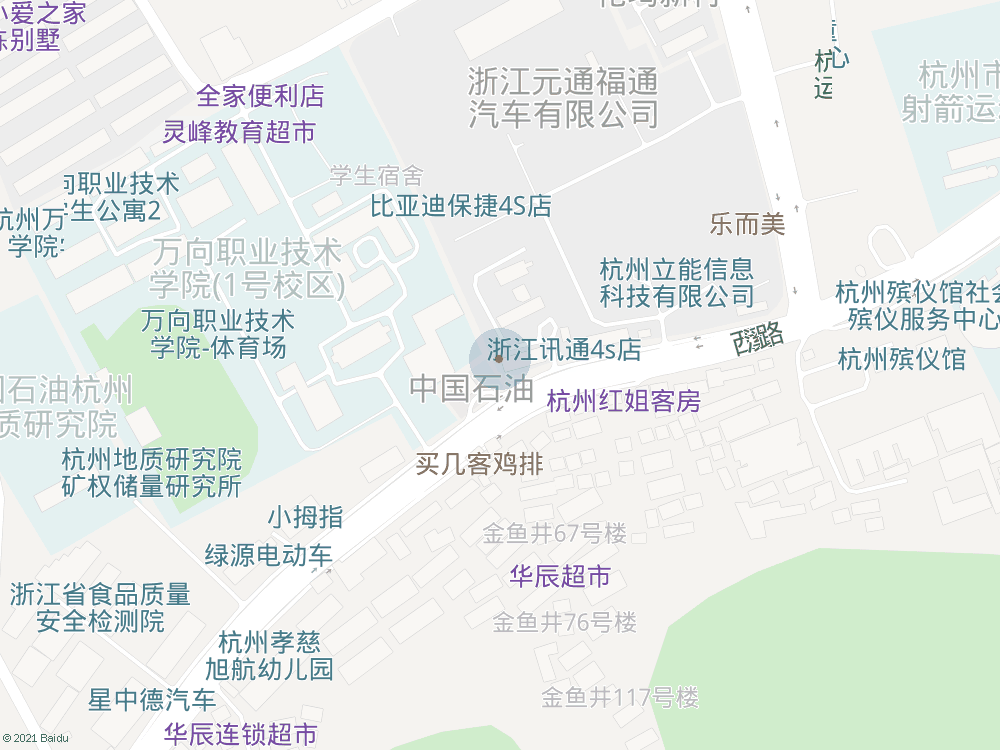 小爱之家
栋别墅
全家便利店
灵峰教育超市
浙江元通福通
汽车有限公司
杭州市
射箭运动
学生宿舍
向职业技术
学生公寓2
杭州万
学院
比亚迪保捷4S店
乐而美
万向职业技术
学院(1号校区)
杭州立能信息
科技有限公司
杭州殡仪馆社会
殡仪服务中心
万向职业技术
学院-体育场
西溪路
浙江讯通4s店
杭州殡仪馆
中国石油
国石油杭州
质研究院
杭州红姐客房
杭州地质研究院
矿权储量研究所
买几客鸡排
小拇指
金鱼井67号楼
绿源电动车
华辰超市
浙江省食品质量
安全检测院
金鱼井76号楼
杭州孝慈
旭航幼儿园
星中德汽车
金鱼井117号楼
华辰连锁超市
© 2021 Baidu